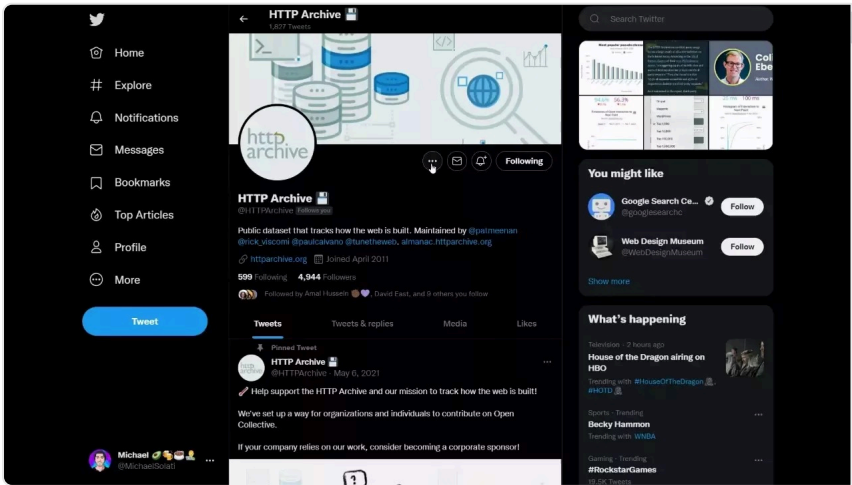 HTTP Archive 💾
1,827 Tweets
Search Twitter
Home
Explore
Notifications
Messages
Bookmarks
Top Articles
Profile
More
Tweet
Michael
@MichaelSolati
http
archive
Following
HTTP Archive 💾
@HTTPArchive Follows you
Public dataset that tracks how the web is built. Maintained by @patmeenan
@rick_viscomi @paulcalvano @tunetheweb. almanac.httparchive.org
httparchive.org Joined April 2011
599 Following 4,944 Followers
Followed by Amal Hussein, David East, and 9 others you follow
Tweets Tweets & replies Media Likes
Pinned Tweet
HTTP Archive 💾
@HTTPArchive · May 6, 2021
🚀 Help support the HTTP Archive and our mission to track how the web is built!
We've set up a way for organizations and individuals to contribute on Open
Collective.
If your company relies on our work, consider becoming a corporate sponsor!
You might like
Google Search Ce...
@googlesearchc
Follow
Web Design Museum
@WebDesignMuseum
Follow
Show more
What's happening
Television · 2 hours ago
House of the Dragon airing on
HBO
Trending with #HouseOfTheDragon,
#HOTD
Sports · Trending
Becky Hammon
Trending with WNBA
Gaming · Trending
#RockstarGames
19.5K Tweets